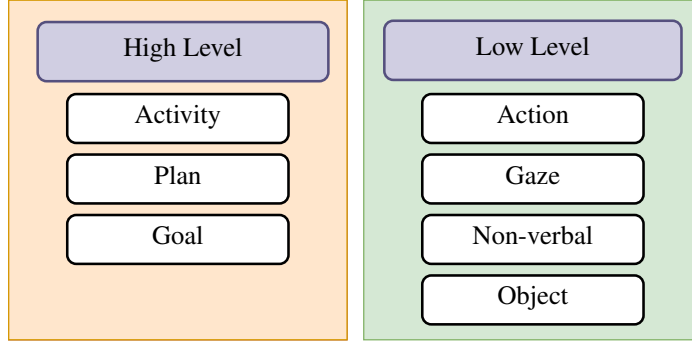 High Level
Activity
Plan
Goal
Low Level
Action
Gaze
Non-verbal
Object